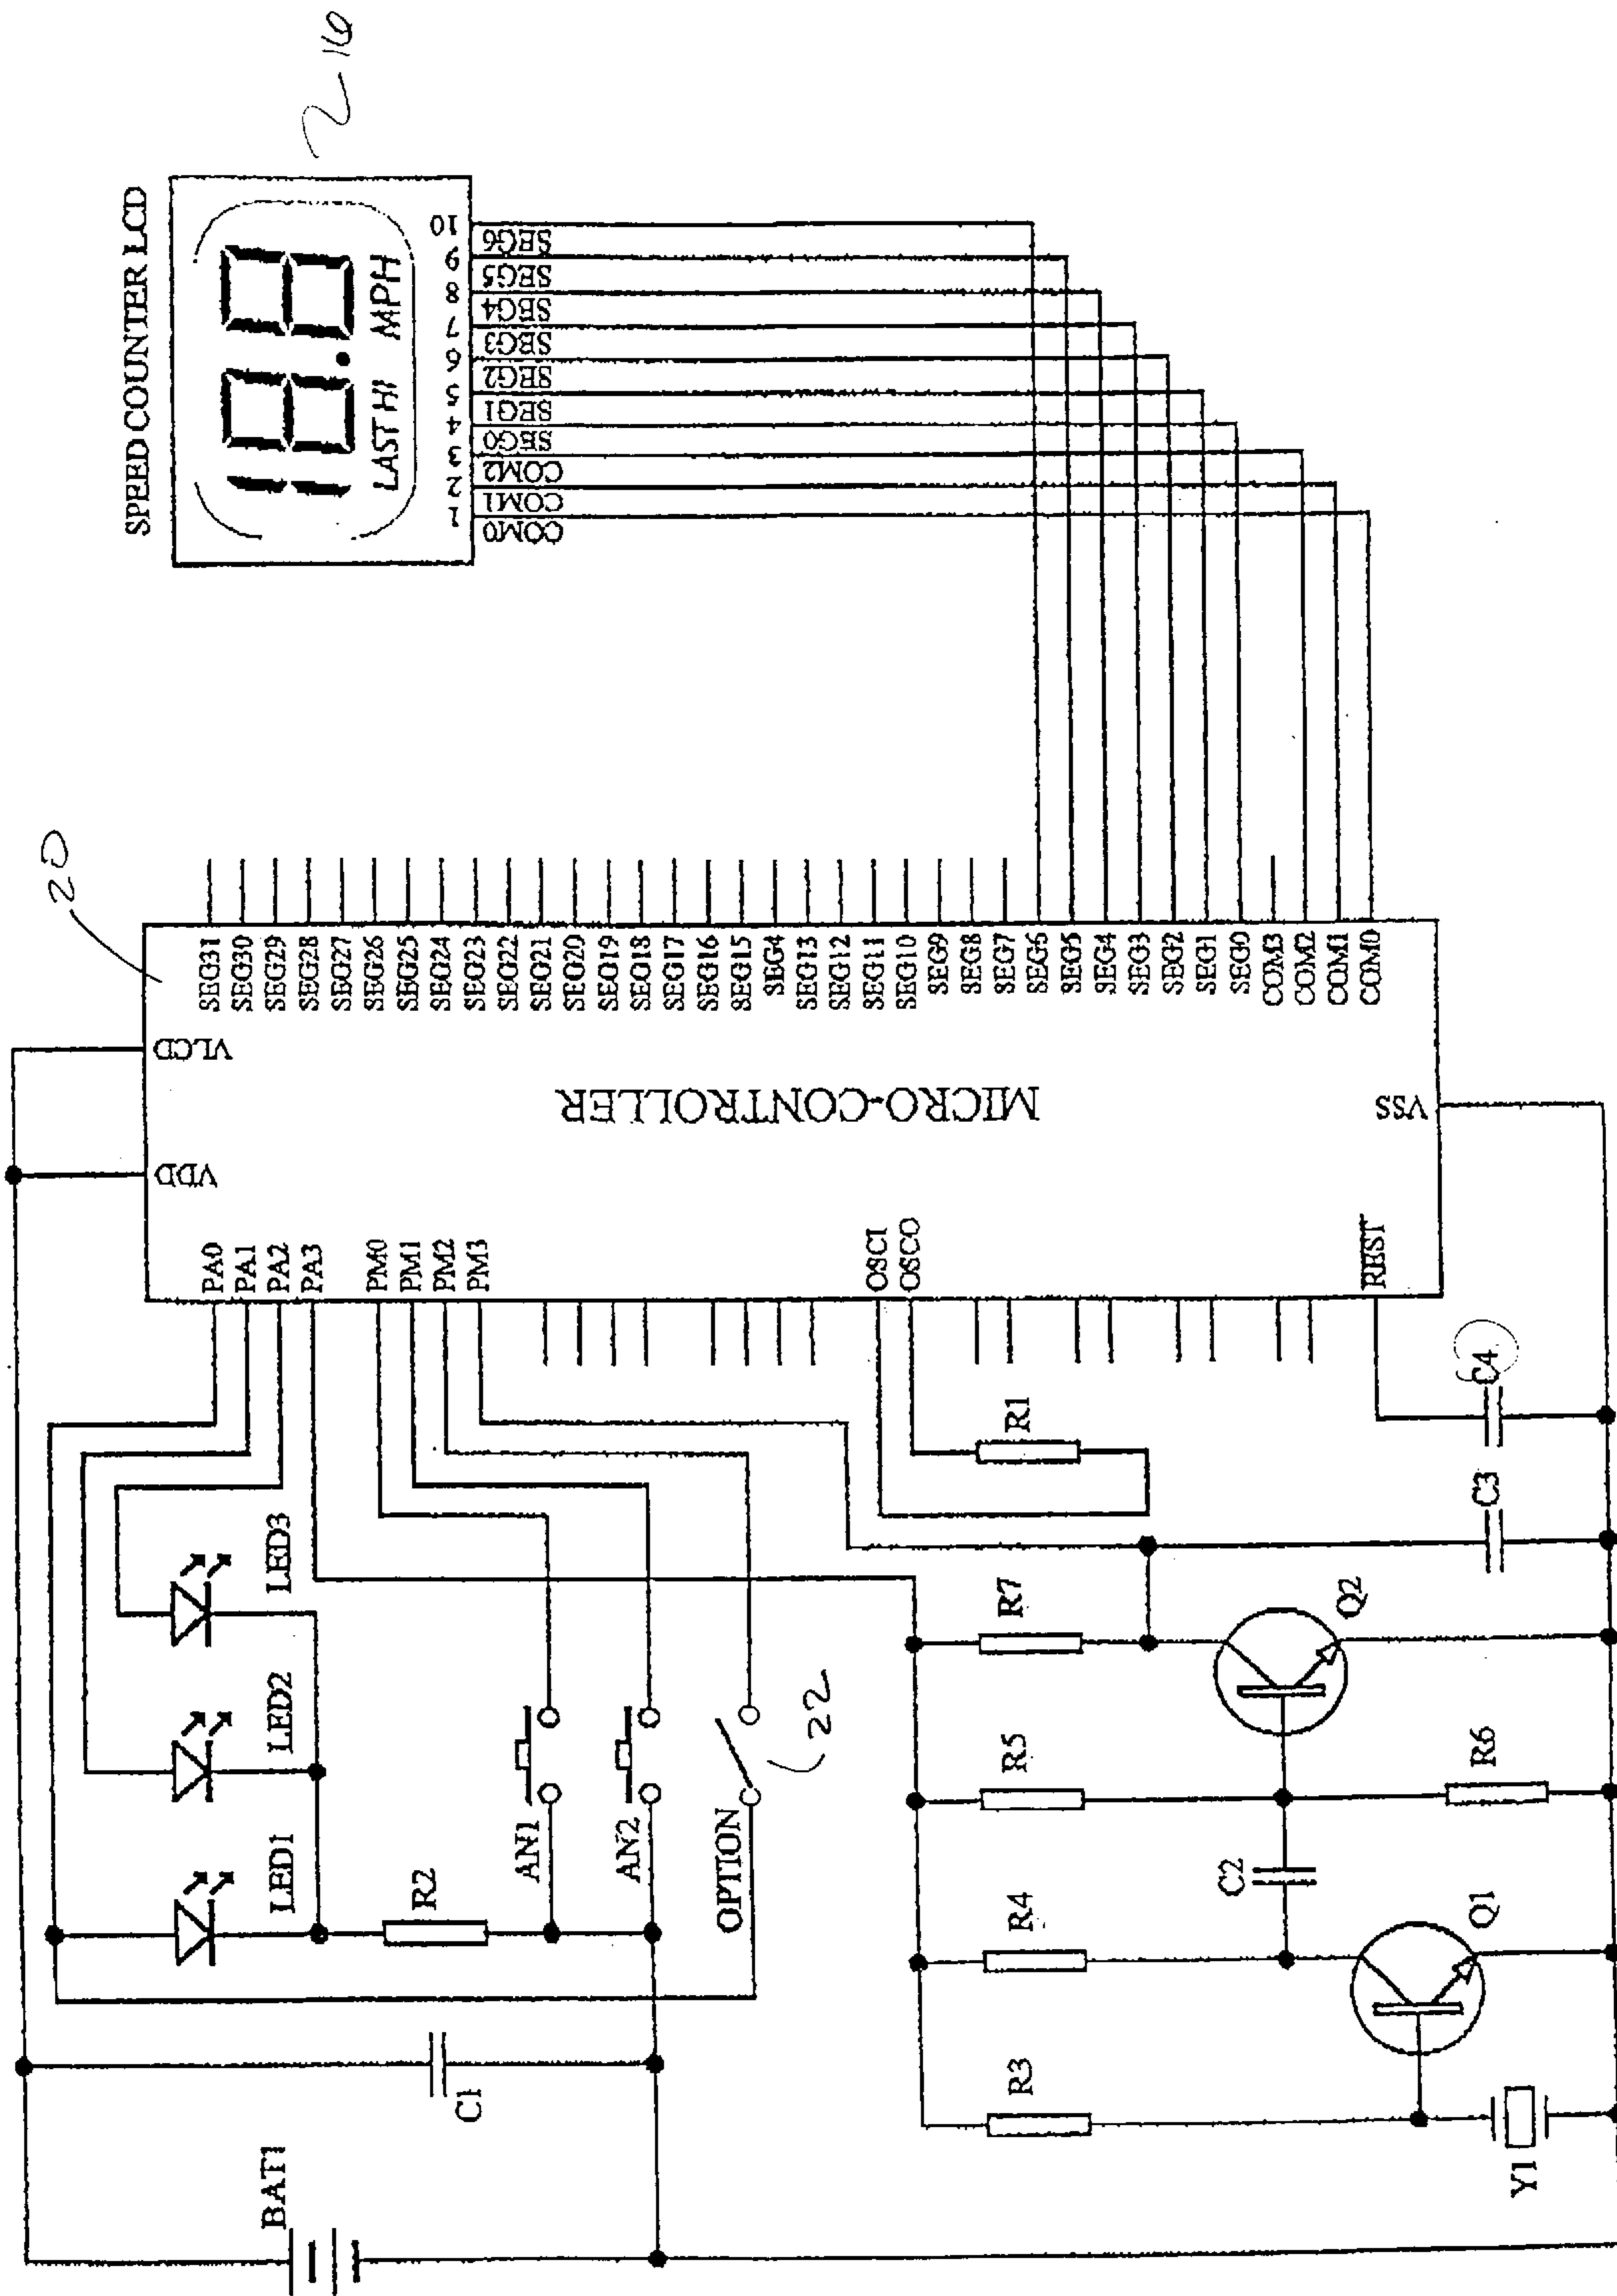 SPEED COUNTER LCD
LAST HI MPH
1 2 3 4 5 6 7 8 9 10
COM0 COM1 COM2 SEG0 SEG1 SEG2 SEG3 SEG4 SEG5 SEG6
16
20
BAT1
C1
LED1
LED2
LED3
R2
AN1
AN2
OPTION
22
VDD
VLCD
PA0
PA1
PA2
PA3
PM0
PM1
PM2
PM3
OSCI
OSCO
REST
VSS
MICRO-CONTROLLER
SEG31
SEG30
SEG29
SEG28
SEG27
SEG26
SEG25
SEG24
SEG23
SEG22
SEG21
SEG20
SEG19
SEG18
SEG17
SEG16
SEG15
SEG4
SEG13
SEG12
SEG11
SEG10
SEG9
SEG8
SEG7
SEG6
SEG5
SEG4
SEG3
SEG2
SEG1
SEG0
COM3
COM2
COM1
COM0
R1
R3
R4
R5
R7
C2
R6
Q1
Q2
Y1
C3
C4